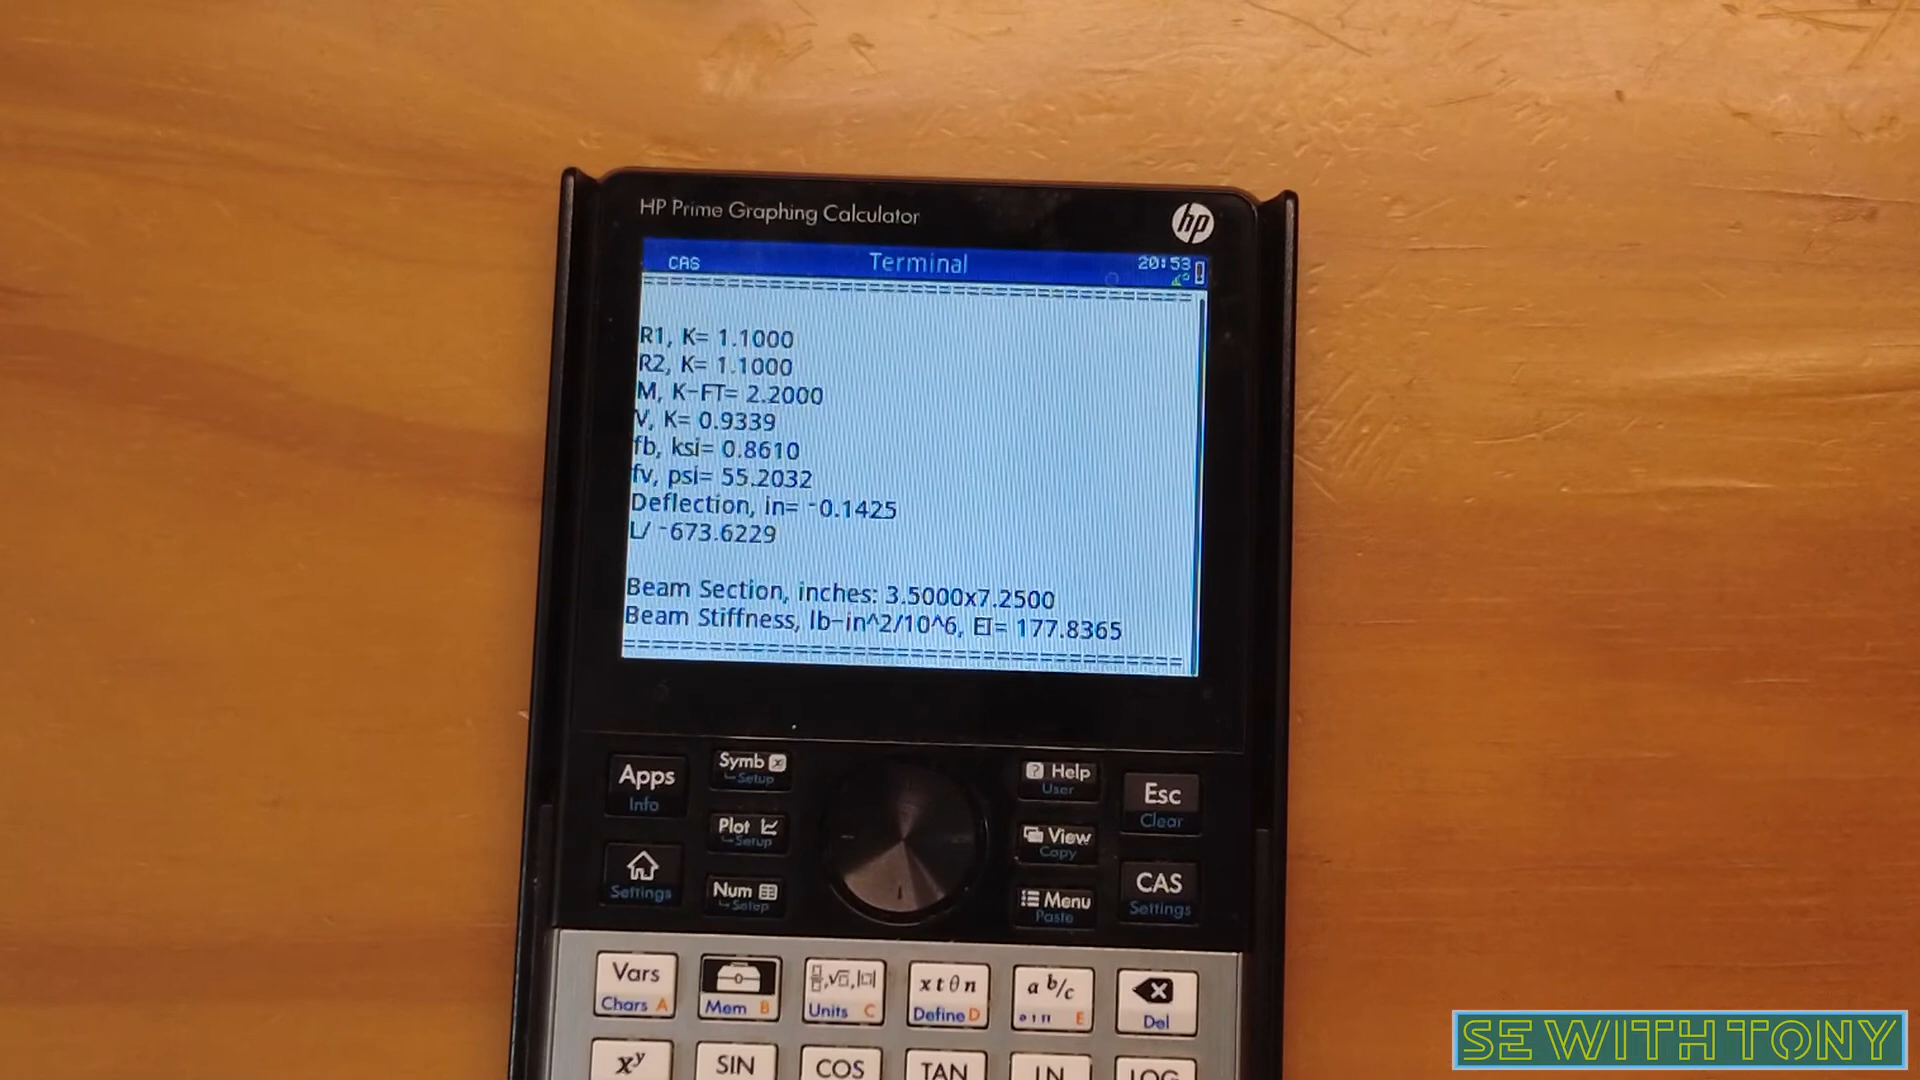 HP Prime Graphing Calculator
hp
CAS
Terminal
20:53
==================================================
R1, K= 1.1000
R2, K= 1.1000
M, K-FT= 2.2000
V, K= 0.9339
fb, ksi= 0.8610
fv, psi= 55.2032
Deflection, in= -0.1425
L/ -673.6229
Beam Section, inches: 3.5000x7.2500
Beam Stiffness, lb-in^2/10^6, EI= 177.8365
==================================================
Apps
Info
Symb
Setup
Help
User
Esc
Clear
Plot
Setup
View
Copy
Settings
Num
Setup
Menu
Paste
CAS
Settings
Vars
Chars A
Mem B
Units C
x t θ n
Define D
a b/c
E
Del
xʸ
SIN
COS
TAN
LN
LOG
SE WITH TONY